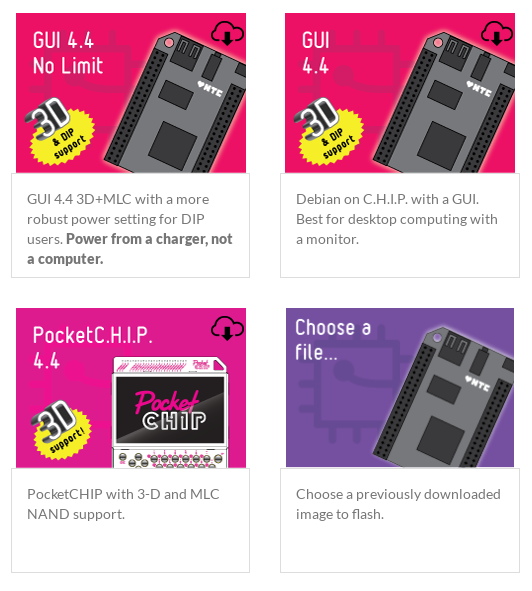 GUI 4.4
No Limit
NTC
3D
& DIP
support
GUI 4.4 3D+MLC with a more
robust power setting for DIP
users. Power from a charger, not
a computer.
GUI
4.4
NTC
3D
& DIP
support
Debian on C.H.I.P. with a GUI.
Best for desktop computing with
a monitor.
PocketC.H.I.P.
4.4
3D
support!
Pocket
CHIP
PocketCHIP with 3-D and MLC
NAND support.
Choose a
file...
NTC
Choose a previously downloaded
image to flash.